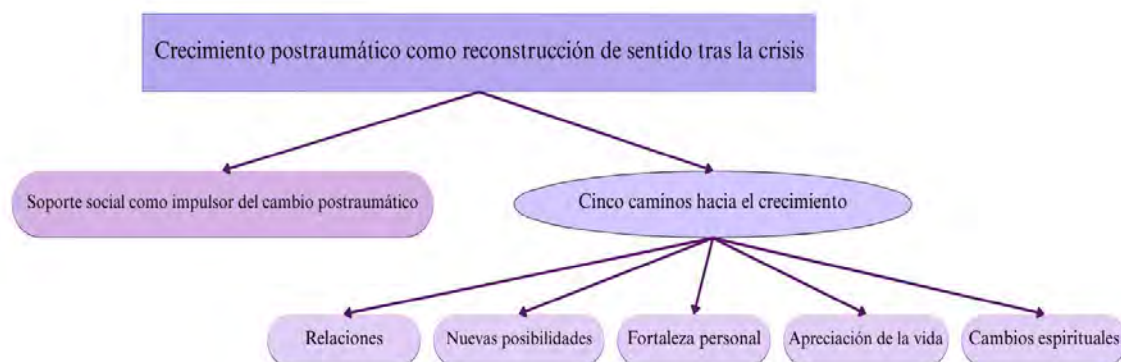 Crecimiento postraumático como reconstrucción de sentido tras la crisis
Soporte social como impulsor del cambio postraumático
Cinco caminos hacia el crecimiento
Relaciones
Nuevas posibilidades
Fortaleza personal
Apreciación de la vida
Cambios espirituales